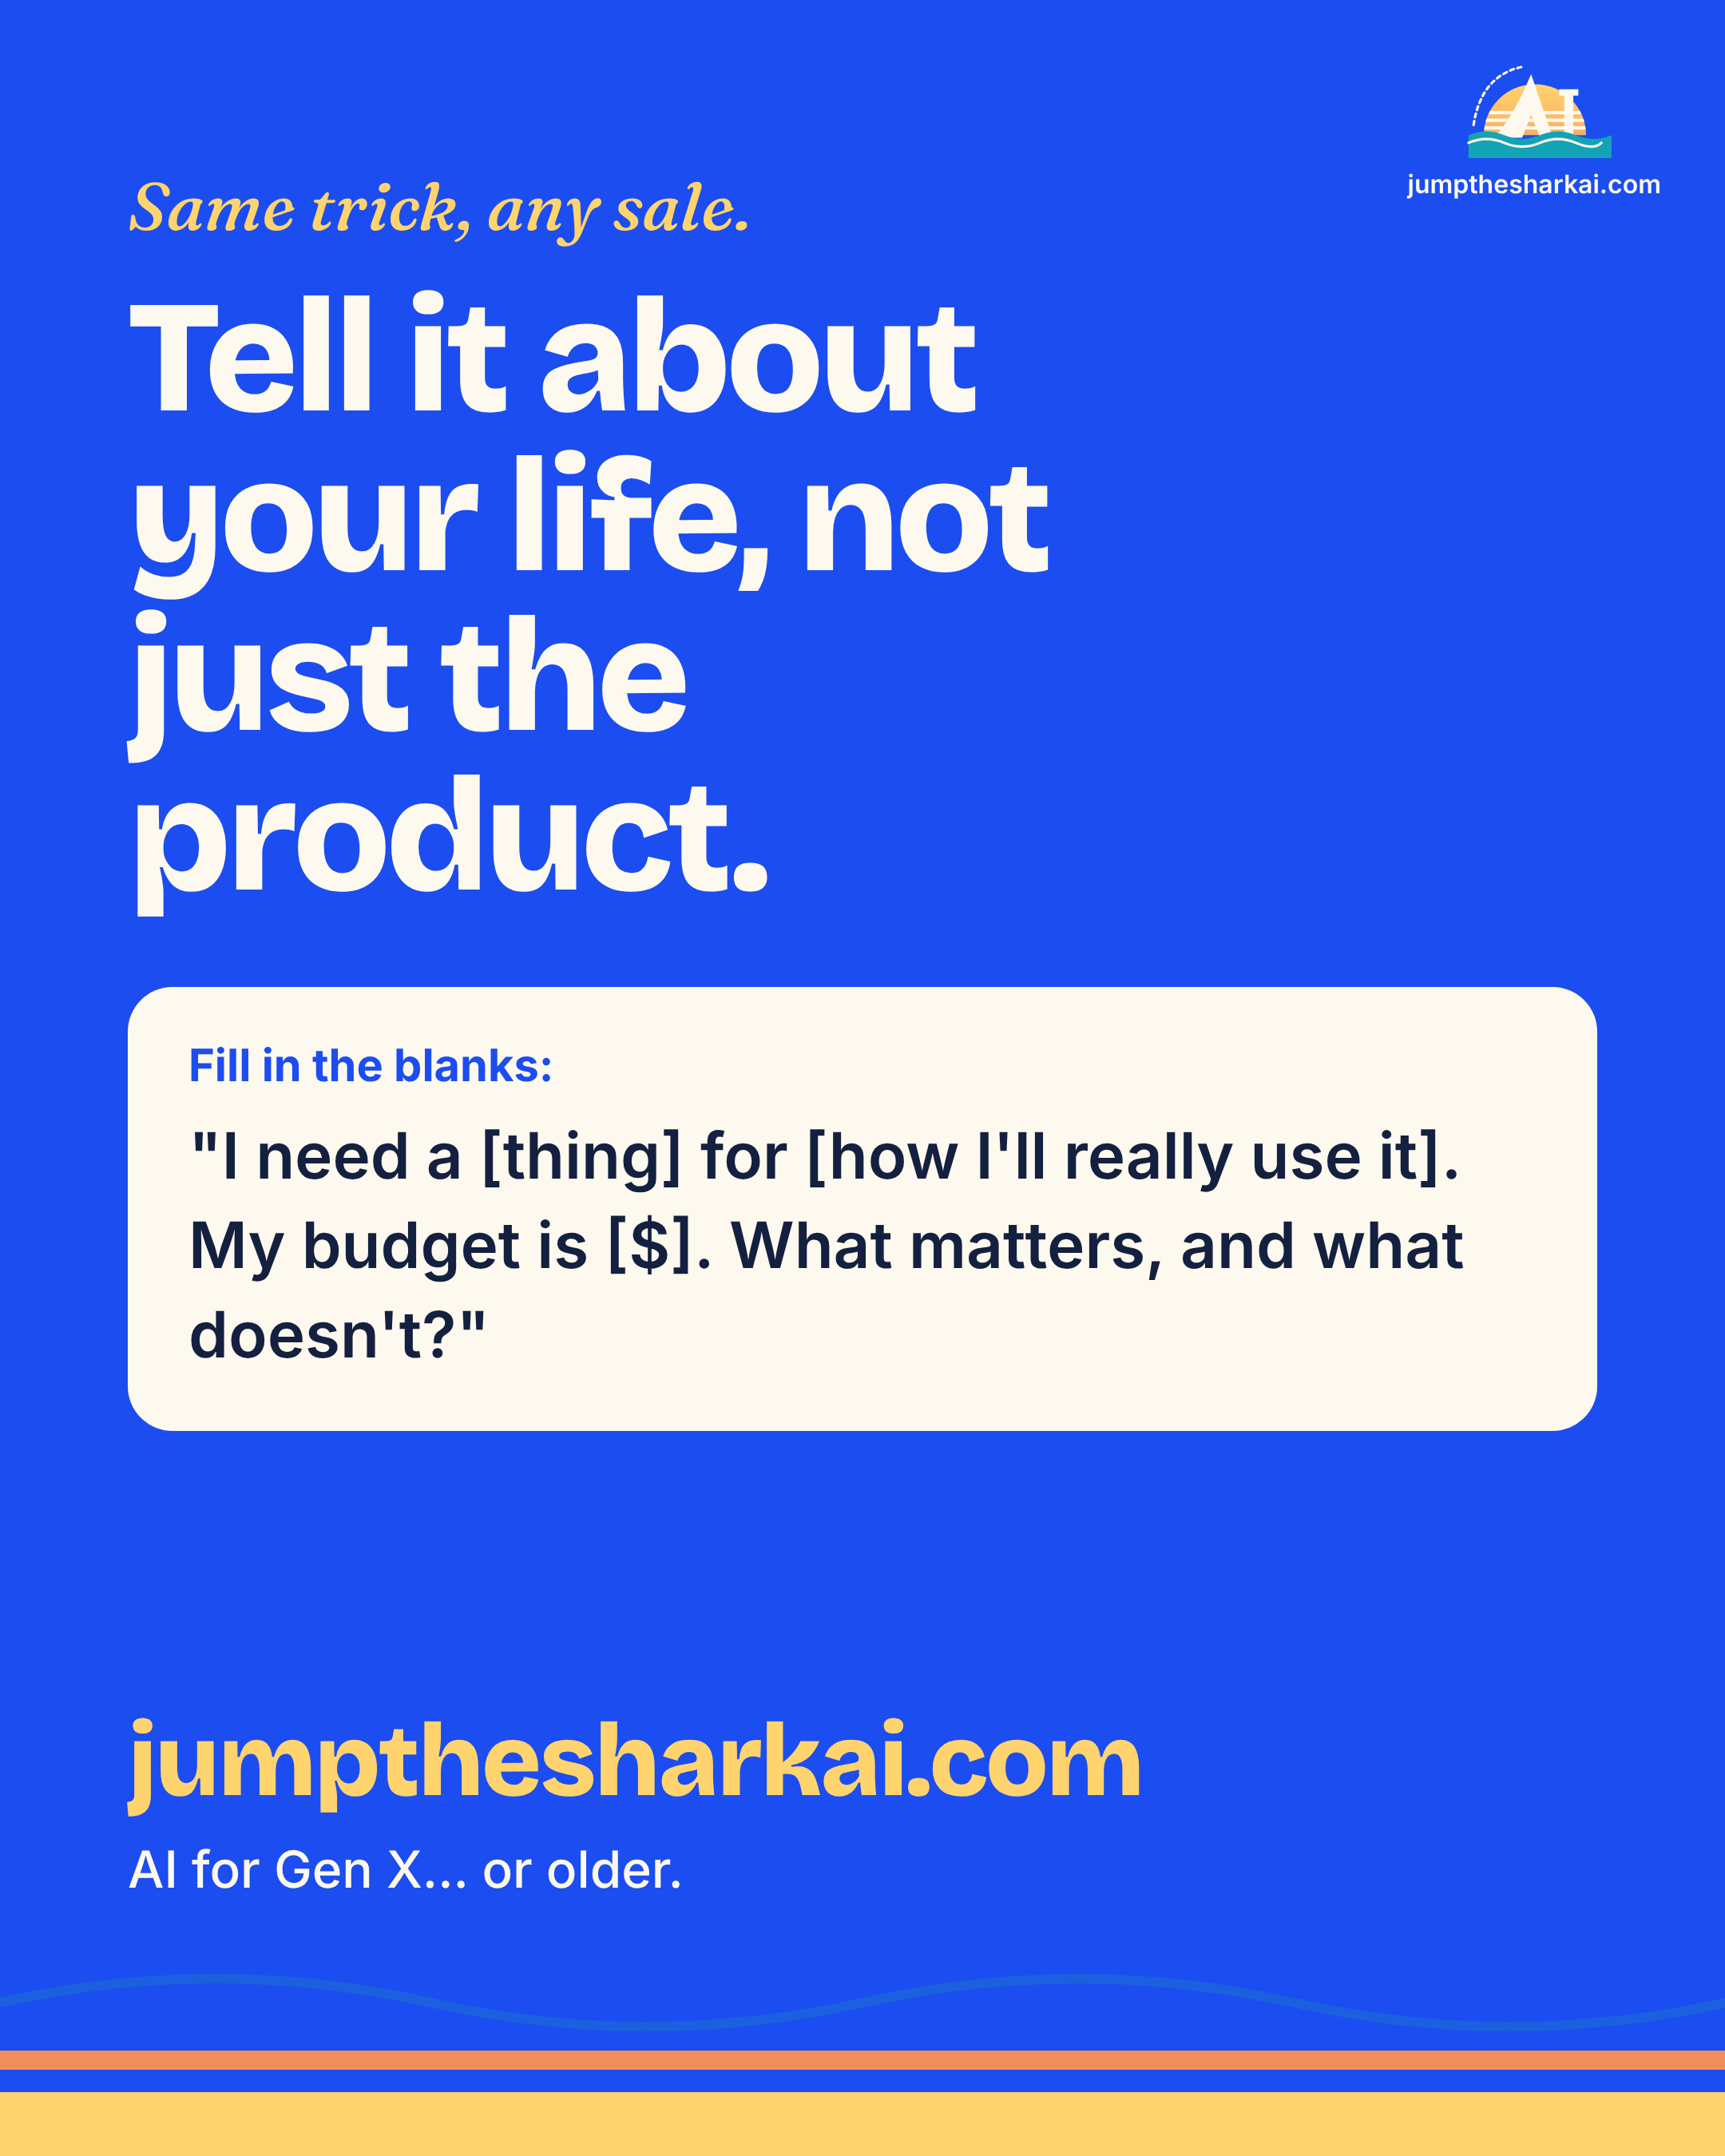 AI
jumpthesharkai.com
Same trick, any sale.
Tell it about
your life, not
just the
product.
Fill in the blanks:
"I need a [thing] for [how I'll really use it].
My budget is [$]. What matters, and what
doesn't?"
jumpthesharkai.com
AI for Gen X... or older.